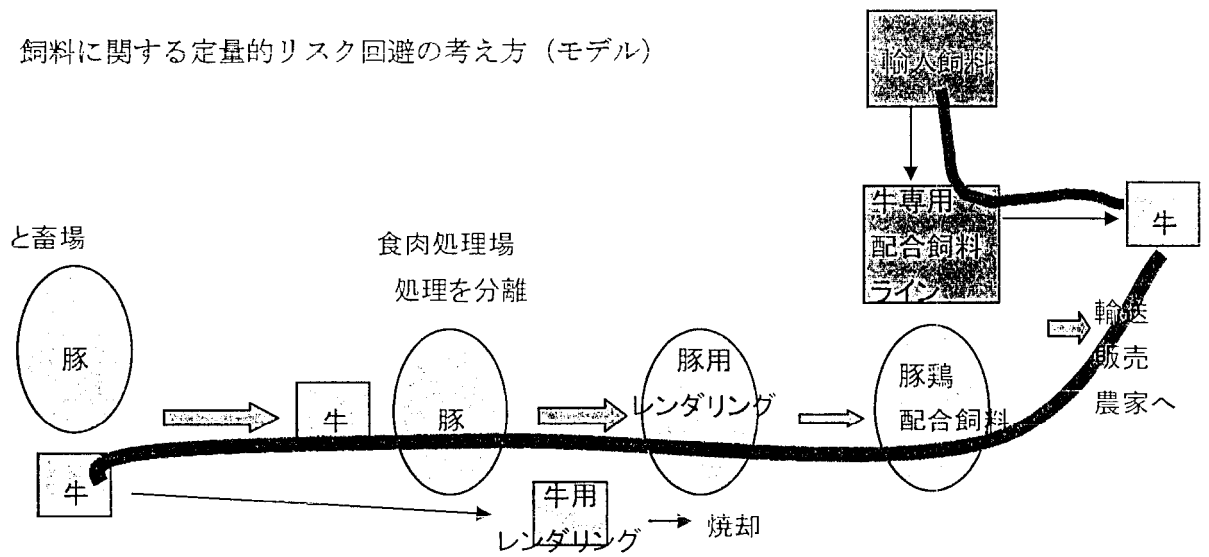 飼料に関する定量的リスク回避の考え方（モデル）
輸入飼料
牛専用
配合飼料
ライン
牛
と畜場
豚
牛
食肉処理場
処理を分離
牛
豚
豚用
レンダリング
豚鶏
配合飼料
輸送
販売
農家へ
牛用
レンダリング
焼却